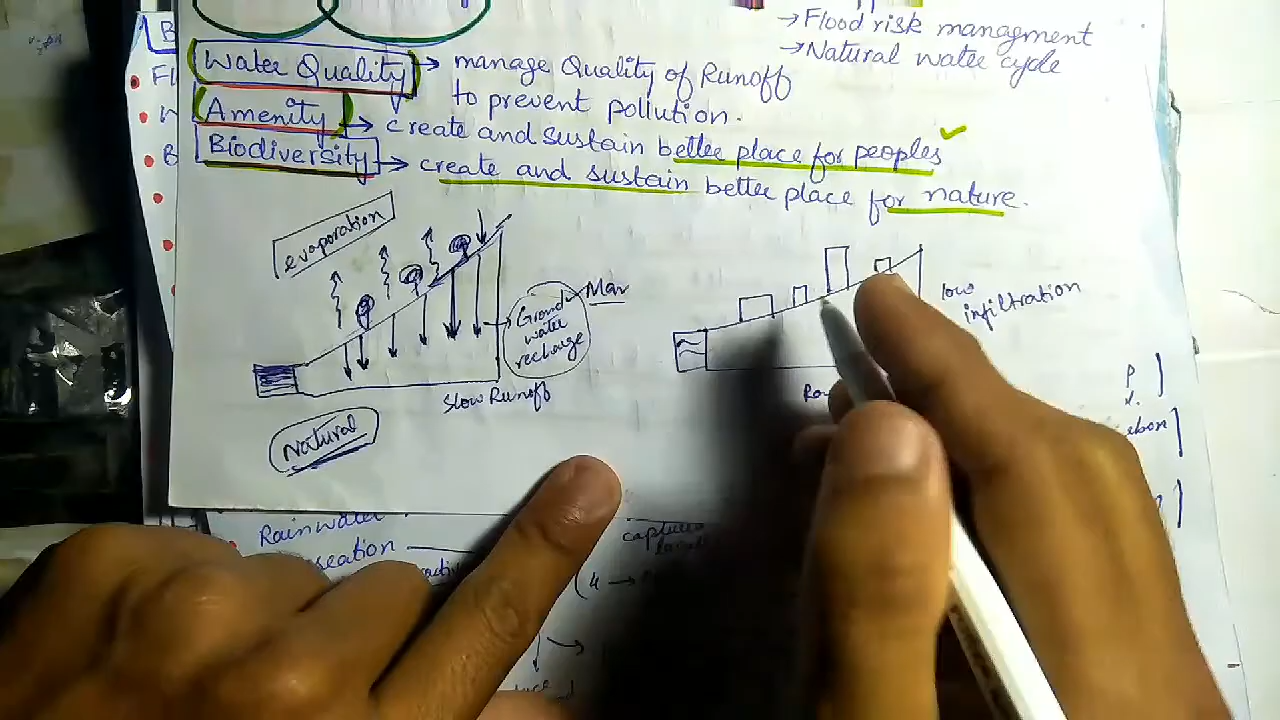 → Flood risk managment
→ Natural water cycle
Water Quality → manage Quality of Runoff
to prevent pollution.
Amenity → create and sustain better place for peoples
Biodiversity → create and sustain better place for nature.
evaporation
Ground
water
recharge
Max
Slow Runoff
Natural
low
infiltration
Rainwater